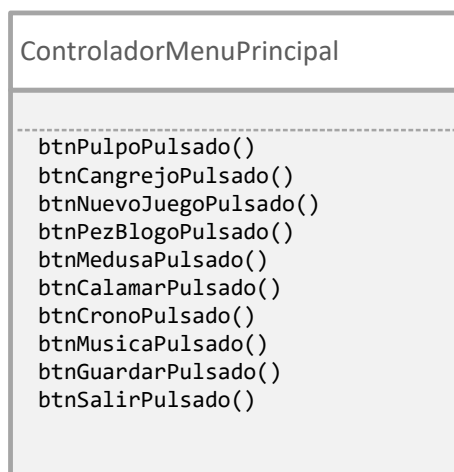 ControladorMenuPrincipal
btnPulpoPulsado()
btnCangrejoPulsado()
btnNuevoJuegoPulsado()
btnPezBlogoPulsado()
btnMedusaPulsado()
btnCalamarPulsado()
btnCronoPulsado()
btnMusicaPulsado()
btnGuardarPulsado()
btnSalirPulsado()